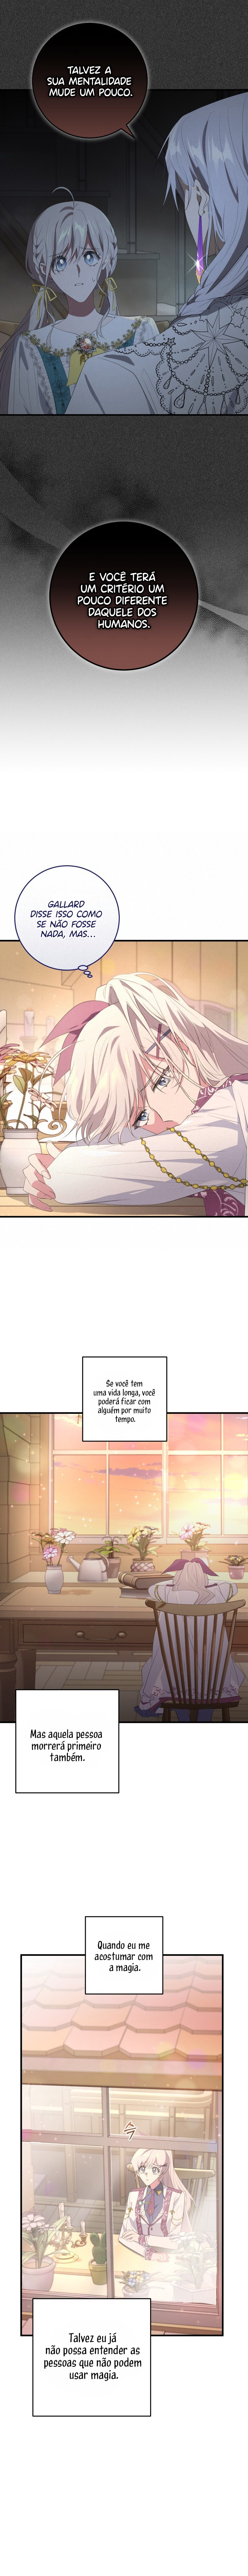 TALVEZ A
SUA MENTALIDADE
MUDE UM POUCO.
E VOCÊ TERÁ
UM CRITÉRIO UM
POUCO DIFERENTE
DAQUELE DOS
HUMANOS.
GALLARD
DISSE ISSO COMO
SE NÃO FOSSE
NADA, MAS...
Se você tem
uma vida longa, você
poderá ficar com
alguém por muito
tempo.
Mas aquela pessoa
morrerá primeiro
também.
Quando eu me
acostumar com
a magia.
Talvez eu já
não possa entender as
pessoas que não podem
usar magia.